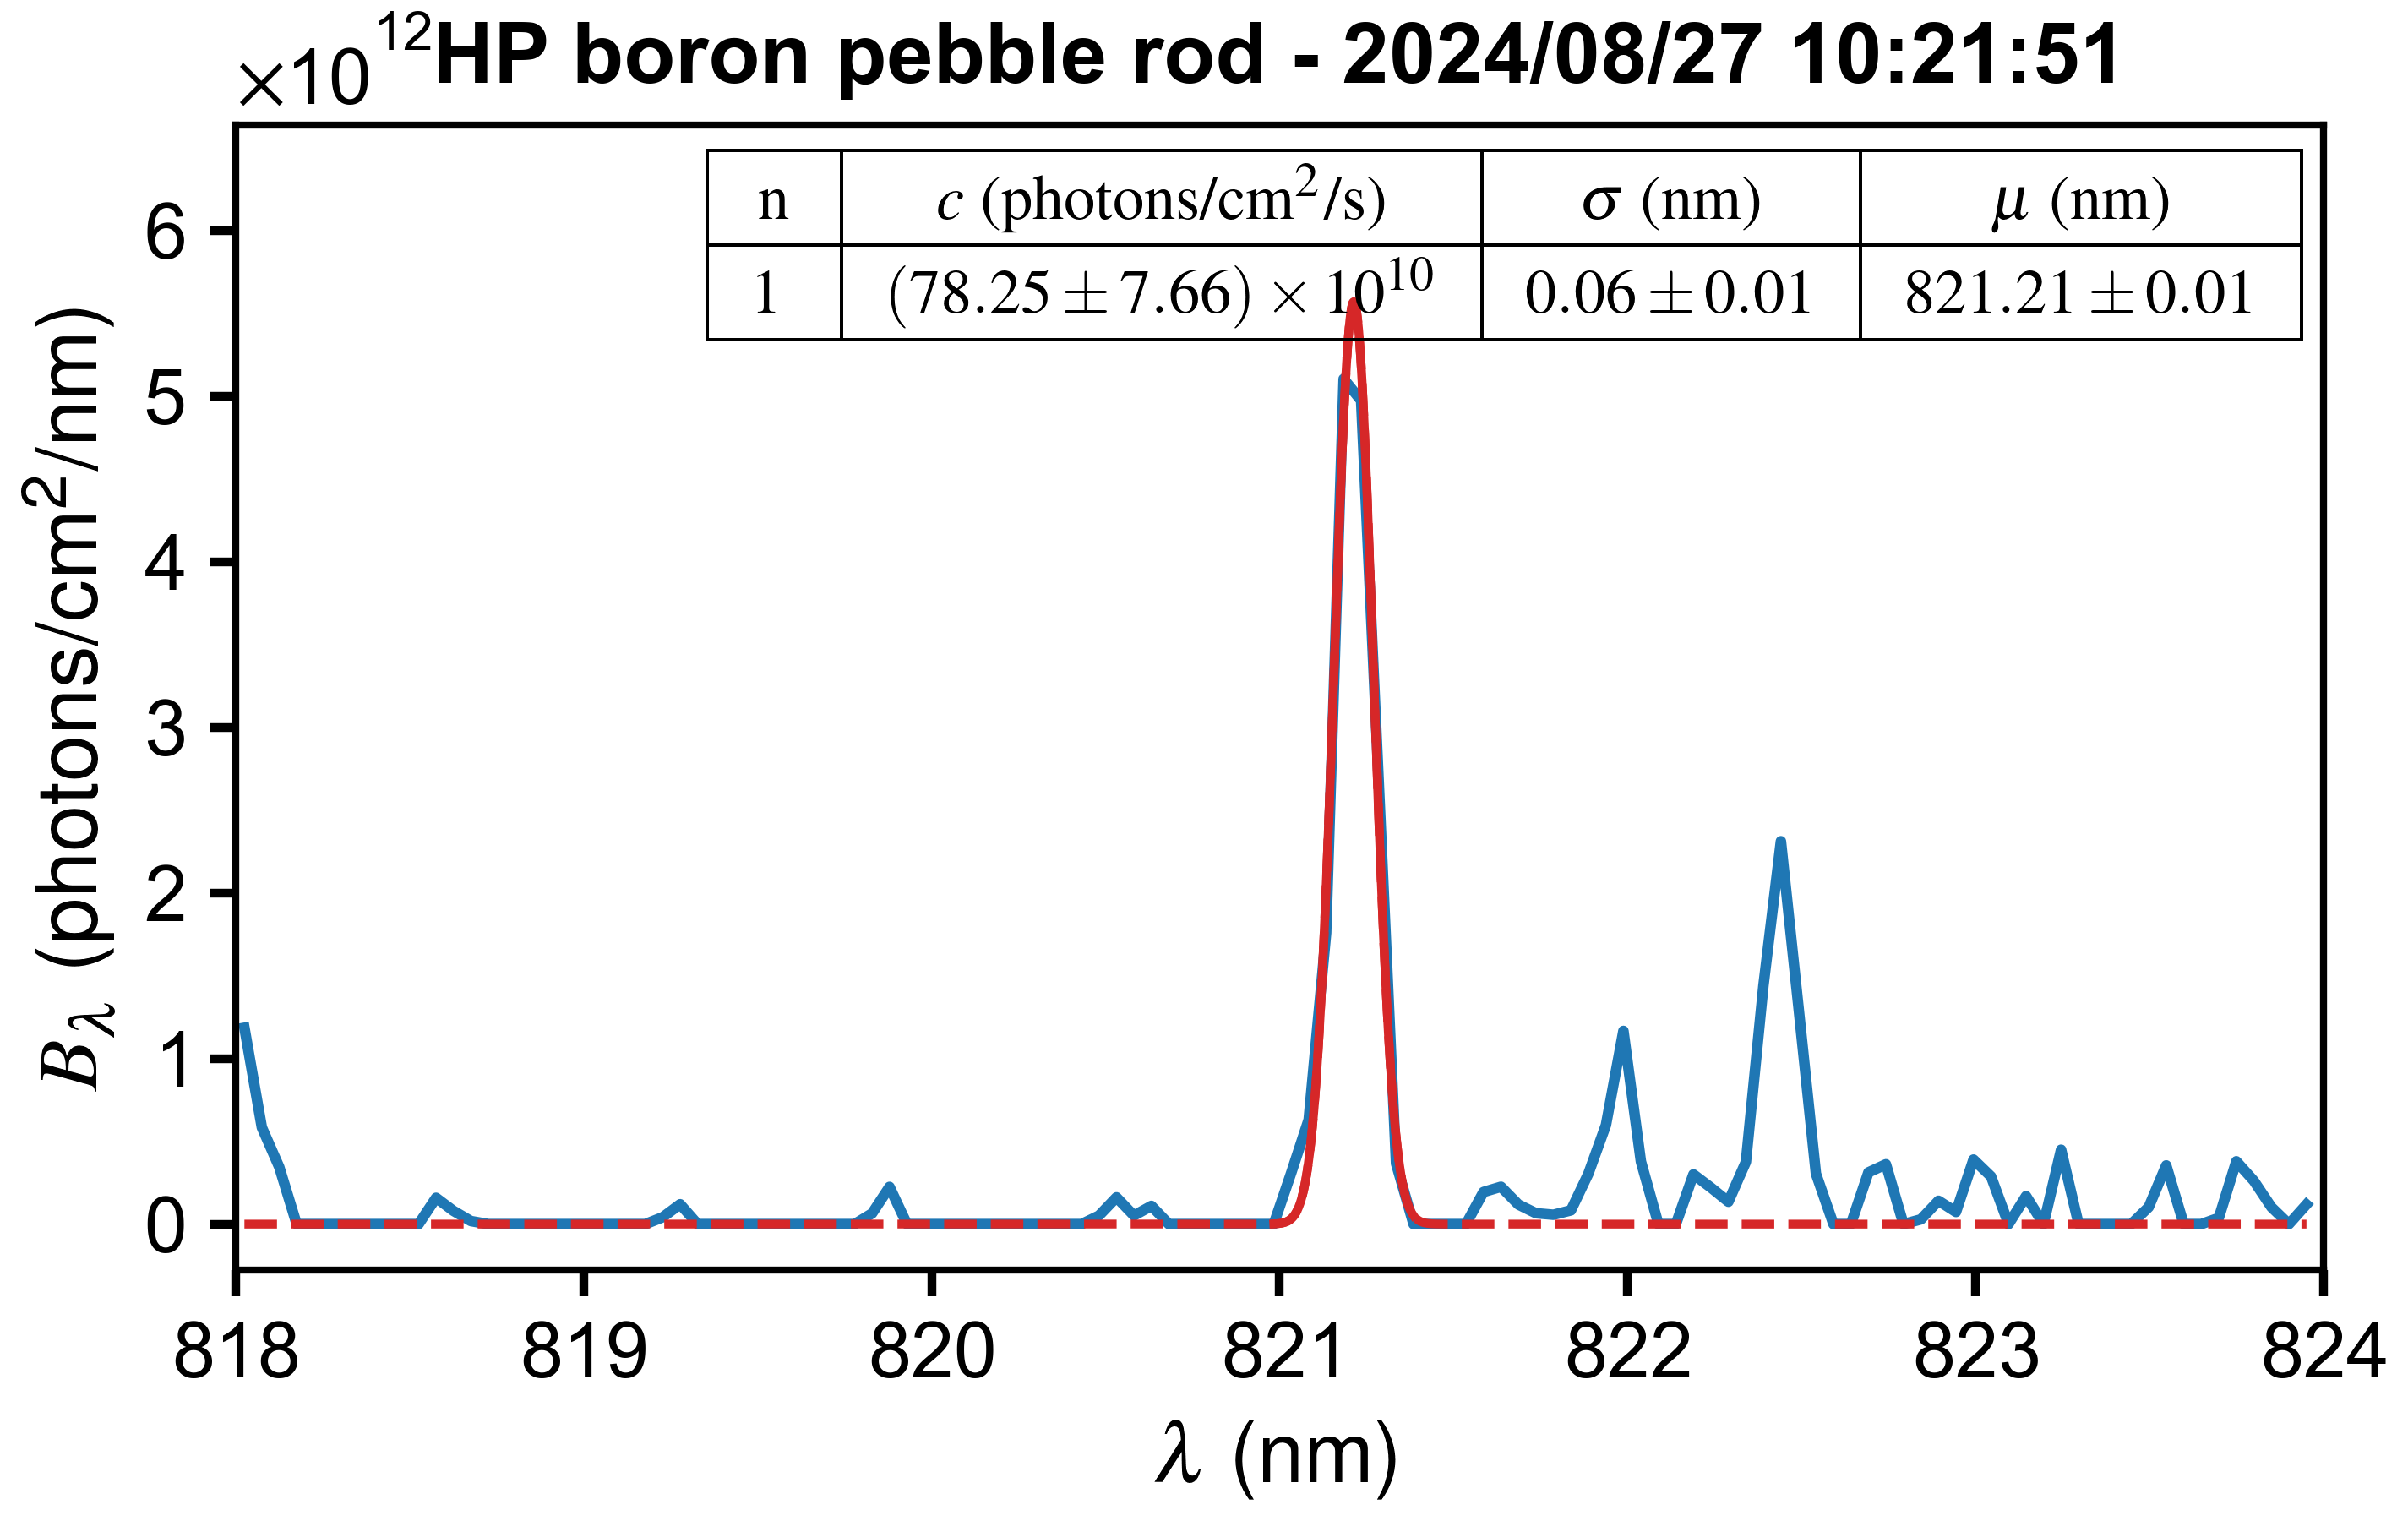 ×10¹²HP boron pebble rod - 2024/08/27 10:21:51
n c (photons/cm²/s) σ (nm) μ (nm)
1 (78.25 ± 7.66) × 10¹⁰ 0.06 ± 0.01 821.21 ± 0.01
6
5
4
3
2
1
0
B_λ (photons/cm²/nm)
818 819 820 821 822 823 824
λ (nm)